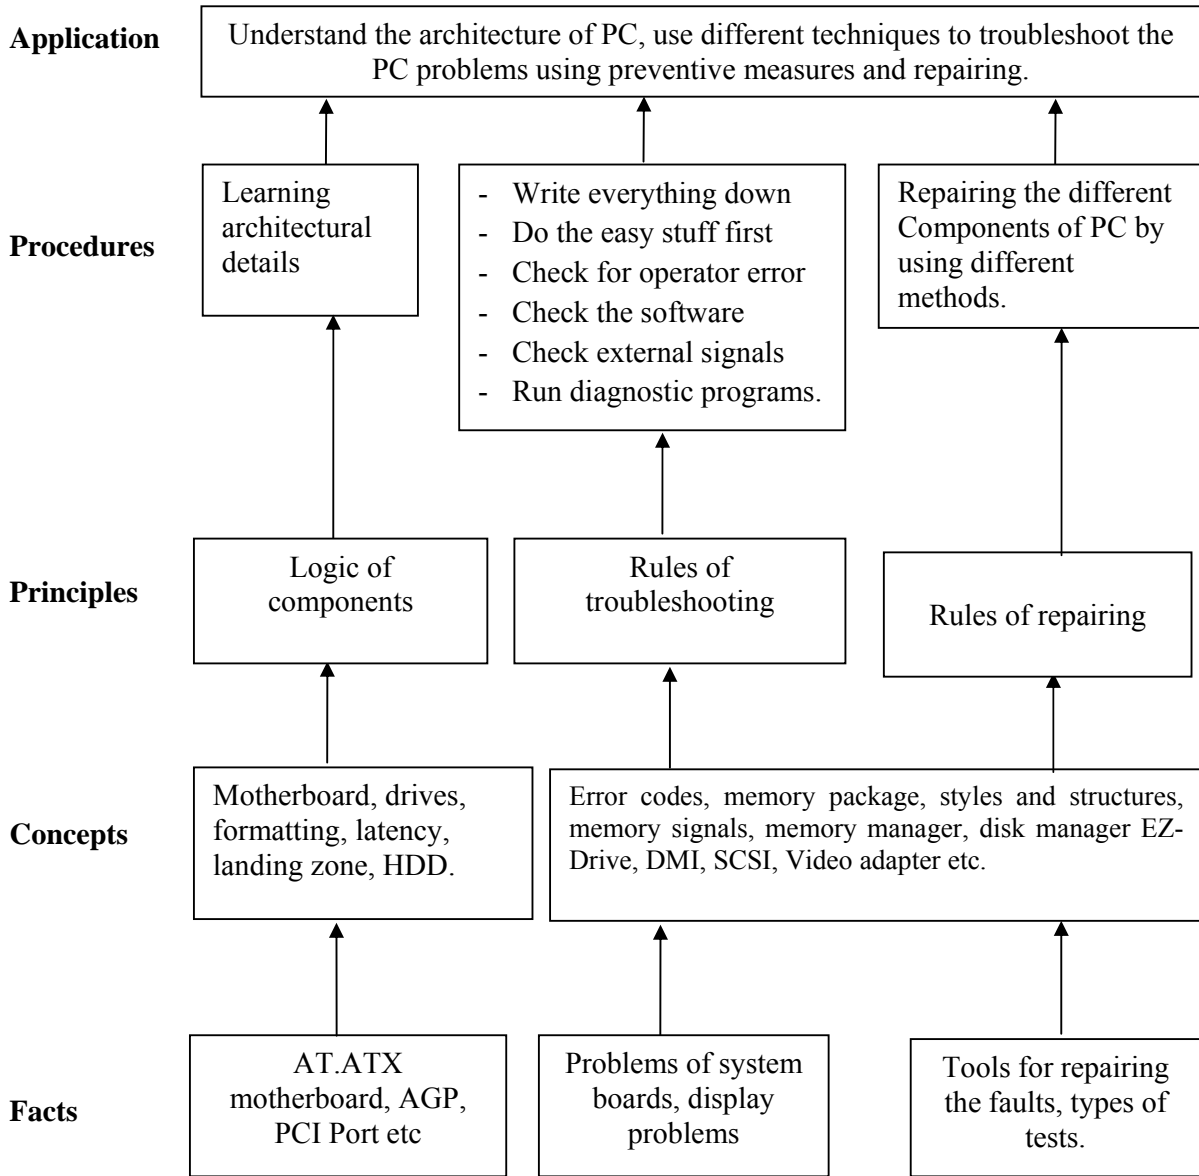 Application
Understand the architecture of PC, use different techniques to troubleshoot the
PC problems using preventive measures and repairing.
Procedures
Learning
architectural
details
- Write everything down
- Do the easy stuff first
- Check for operator error
- Check the software
- Check external signals
- Run diagnostic programs.
Repairing the different
Components of PC by
using different
methods.
Principles
Logic of
components
Rules of
troubleshooting
Rules of repairing
Concepts
Motherboard, drives,
formatting, latency,
landing zone, HDD.
Error codes, memory package, styles and structures,
memory signals, memory manager, disk manager EZ-
Drive, DMI, SCSI, Video adapter etc.
Facts
AT.ATX
motherboard, AGP,
PCI Port etc
Problems of system
boards, display
problems
Tools for repairing
the faults, types of
tests.